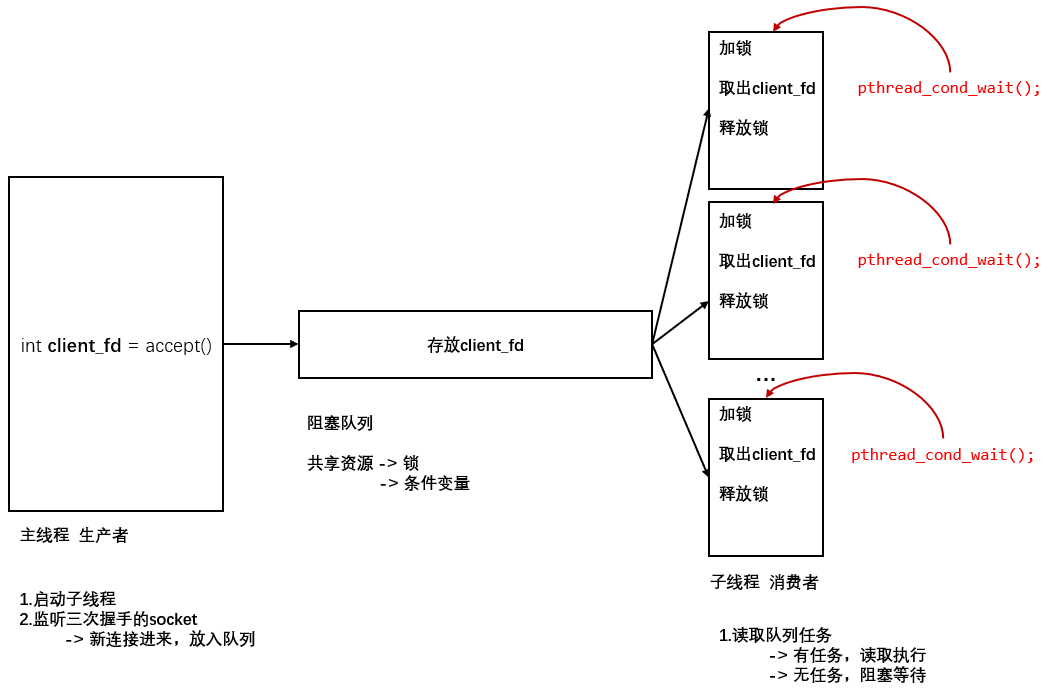 int client_fd = accept()
主线程 生产者
1.启动子线程
2.监听三次握手的socket
-> 新连接进来，放入队列
存放client_fd
阻塞队列
共享资源 -> 锁
-> 条件变量
加锁
取出client_fd
释放锁
pthread_cond_wait();
加锁
取出client_fd
释放锁
pthread_cond_wait();
...
加锁
取出client_fd
释放锁
pthread_cond_wait();
子线程 消费者
1.读取队列任务
-> 有任务，读取执行
-> 无任务，阻塞等待